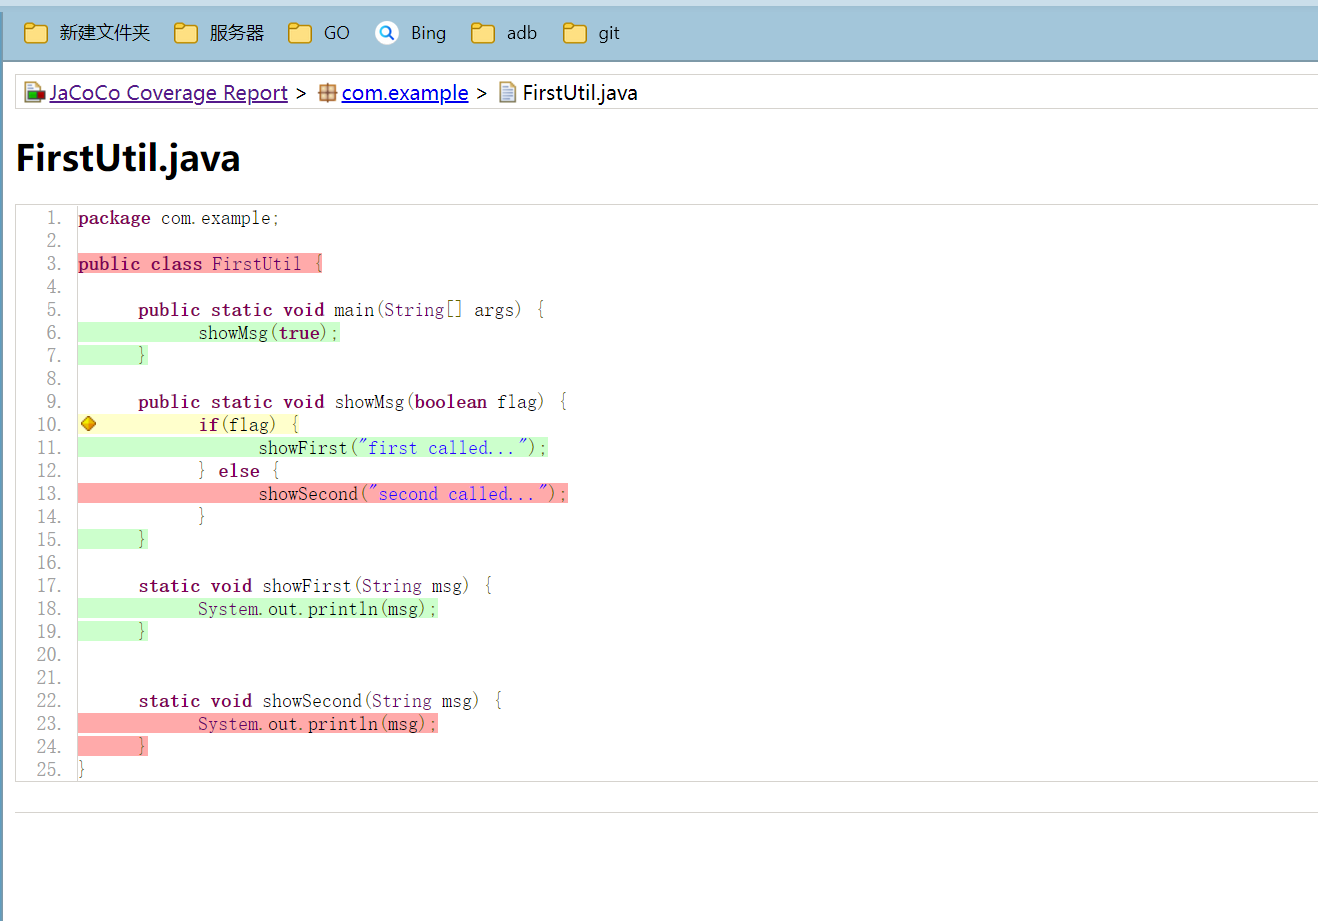 新建文件夹 服务器 GO Bing adb git
JaCoCo Coverage Report > com.example > FirstUtil.java
FirstUtil.java
1. package com.example;
2.
3. public class FirstUtil {
4.
5. public static void main(String[] args) {
6. showMsg(true);
7. }
8.
9. public static void showMsg(boolean flag) {
10. if(flag) {
11. showFirst("first called...");
12. } else {
13. showSecond("second called...");
14. }
15. }
16.
17. static void showFirst(String msg) {
18. System.out.println(msg);
19. }
20.
21.
22. static void showSecond(String msg) {
23. System.out.println(msg);
24. }
25. }